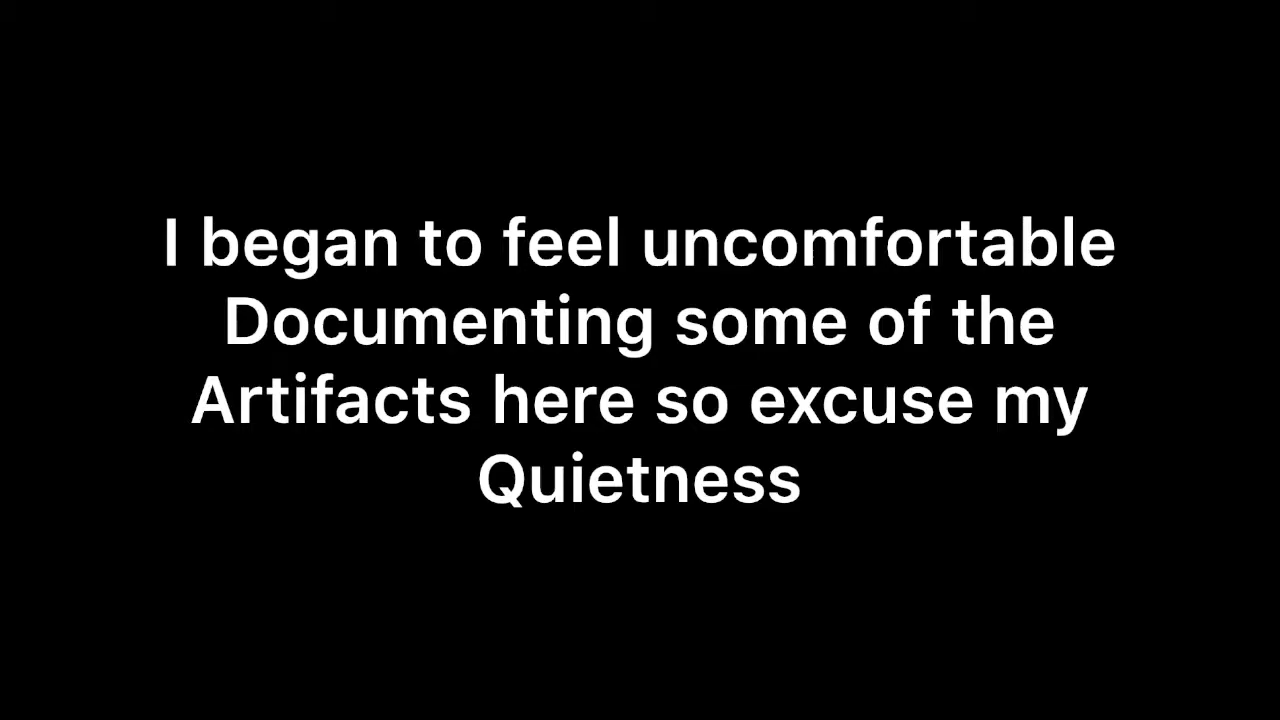 I began to feel uncomfortable
Documenting some of the
Artifacts here so excuse my
Quietness